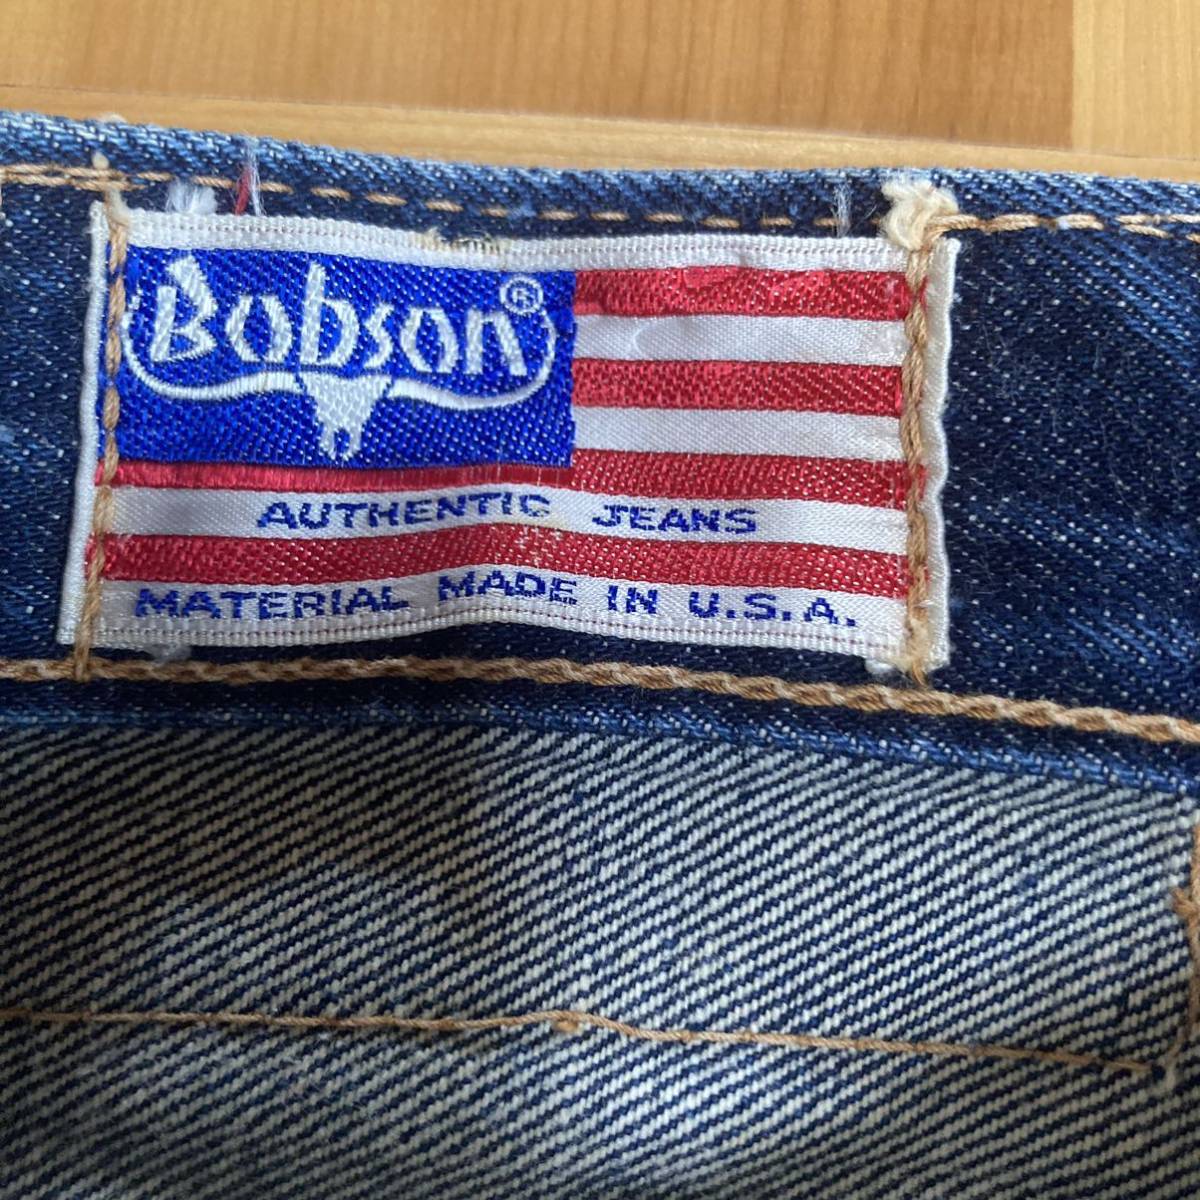 Bobson®
AUTHENTIC JEANS
MATERIAL MADE IN U.S.A.